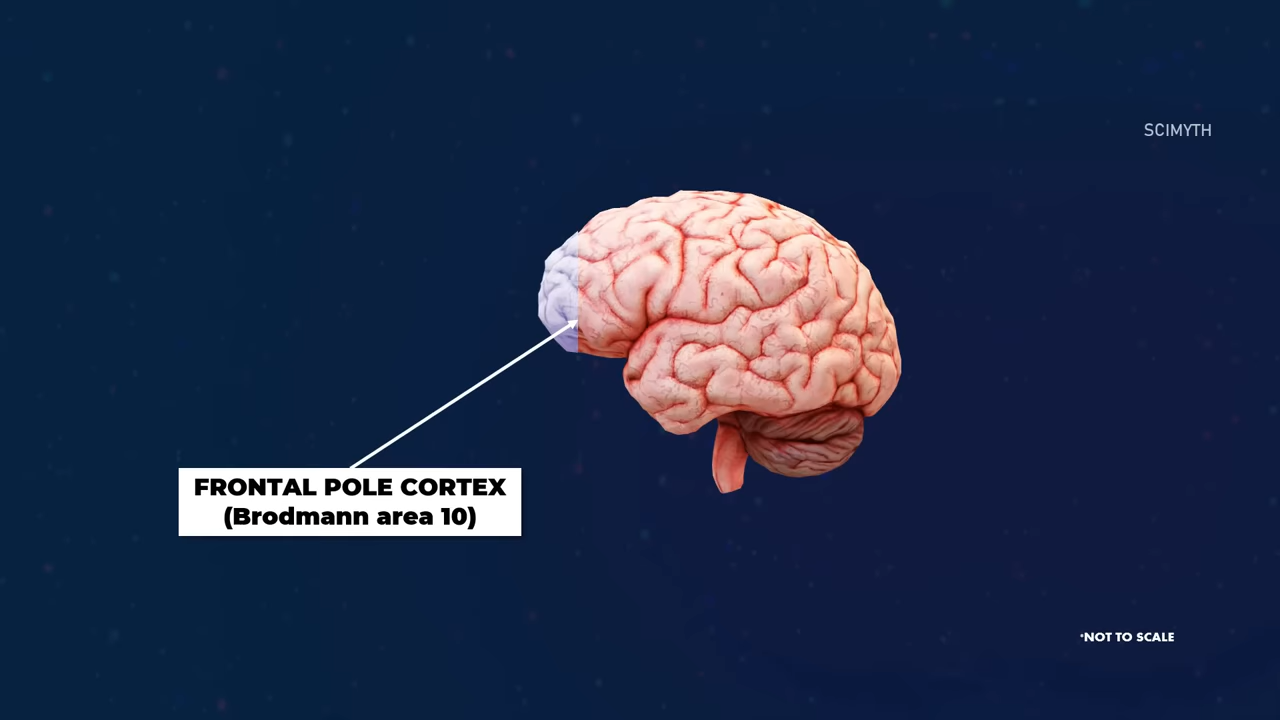 SCIMYTH
FRONTAL POLE CORTEX
(Brodmann area 10)
*NOT TO SCALE